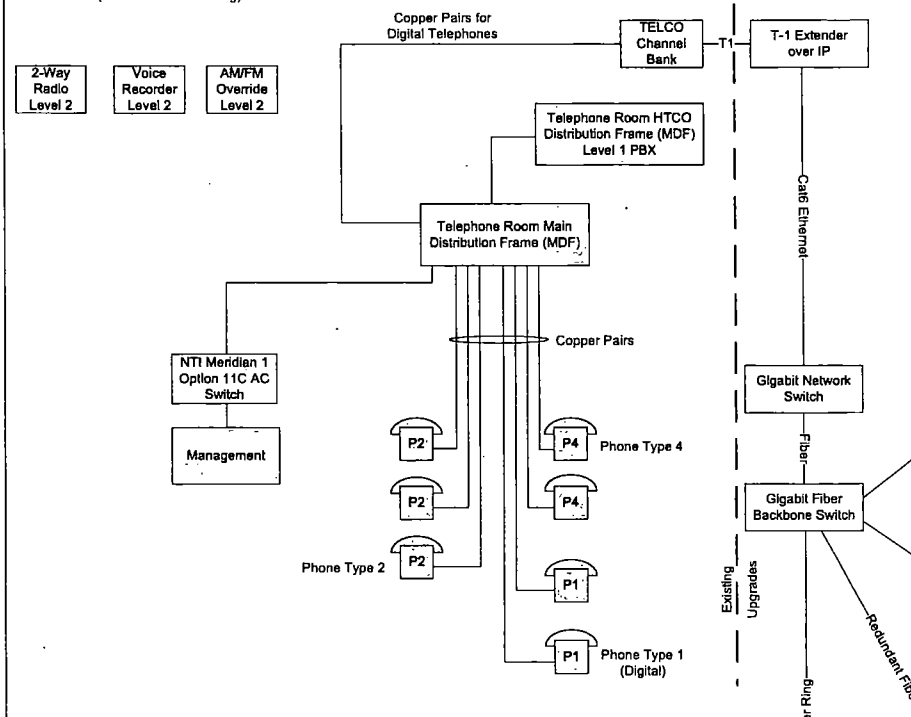 Copper Pairs for
Digital Telephones
TELCO
Channel
Bank
T1
T-1 Extender
over IP
2-Way
Radio
Level 2
Voice
Recorder
Level 2
AM/FM
Override
Level 2
Telephone Room HTCO
Distribution Frame (MDF)
Level 1 PBX
Cat6 Ethernet
Telephone Room Main
Distribution Frame (MDF)
Copper Pairs
NTI Meridian 1
Option 11C AC
Switch
Management
Gigabit Network
Switch
Fiber
Gigabit Fiber
Backbone Switch
P2
P4
Phone Type 4
P2
P4
Phone Type 2
P2
P1
P1
Phone Type 1
(Digital)
Existing
Upgrades
Redundant
Ring